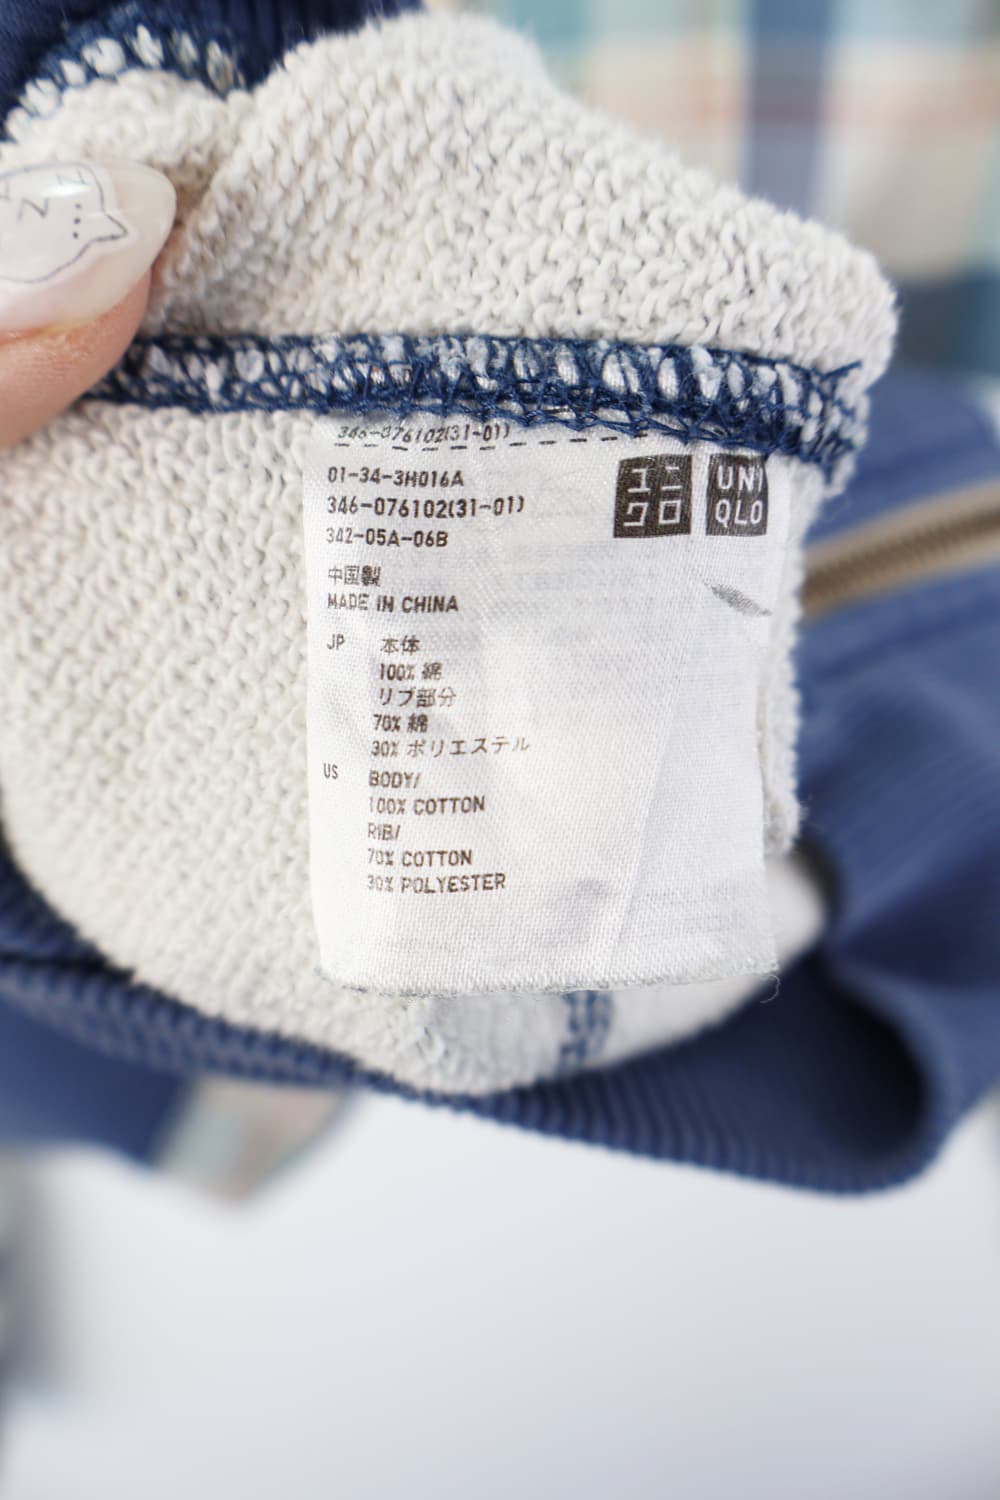 346-076102(31-01)
01-34-3H016A
346-076102(31-01)
342-05A-06B
ユニ
クロ
UNI
QLO
中国製
MADE IN CHINA
JP 本体
100% 綿
リブ部分
70% 綿
30% ポリエステル
US BODY/
100% COTTON
RIB/
70% COTTON
30% POLYESTER